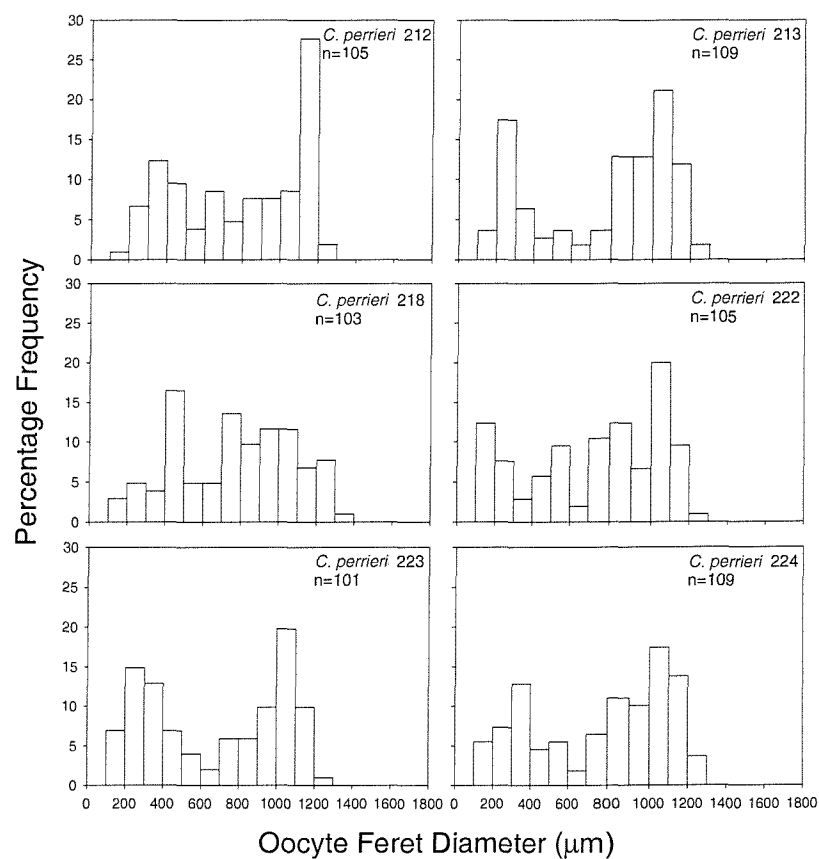 Percentage Frequency
30
25
20
15
10
5
0
C. perrieri 212
n=105
C. perrieri 213
n=109
30
25
20
15
10
5
0
C. perrieri 218
n=103
C. perrieri 222
n=105
30
25
20
15
10
5
0
C. perrieri 223
n=101
C. perrieri 224
n=109
0 200 400 600 800 1000 1200 1400 1600 1800
0 200 400 600 800 1000 1200 1400 1600 1800
Oocyte Feret Diameter (µm)